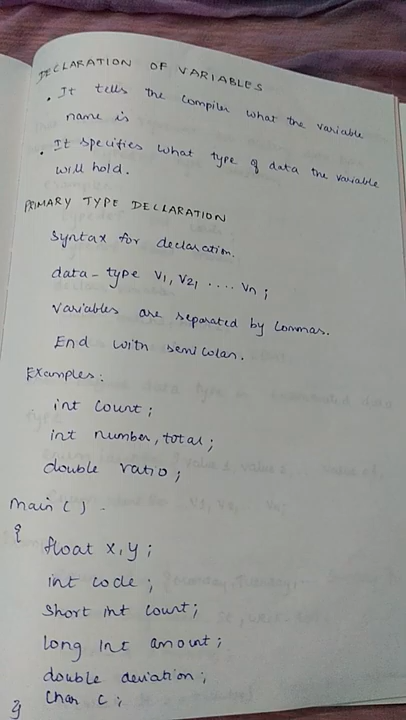 DECLARATION OF VARIABLES
• It tells the compiler what the variable
name is
• It specifies what type of data the variable
will hold.
PRIMARY TYPE DECLARATION
Syntax for declaration.
data-type V1, V2, .... Vn ;
Variables are separated by commas.
End with semicolan.
Examples:
int count;
int number, total;
double ratio;
main()
{
float x, y;
int code;
short int count;
long int amount;
double deviation;
char c;
}